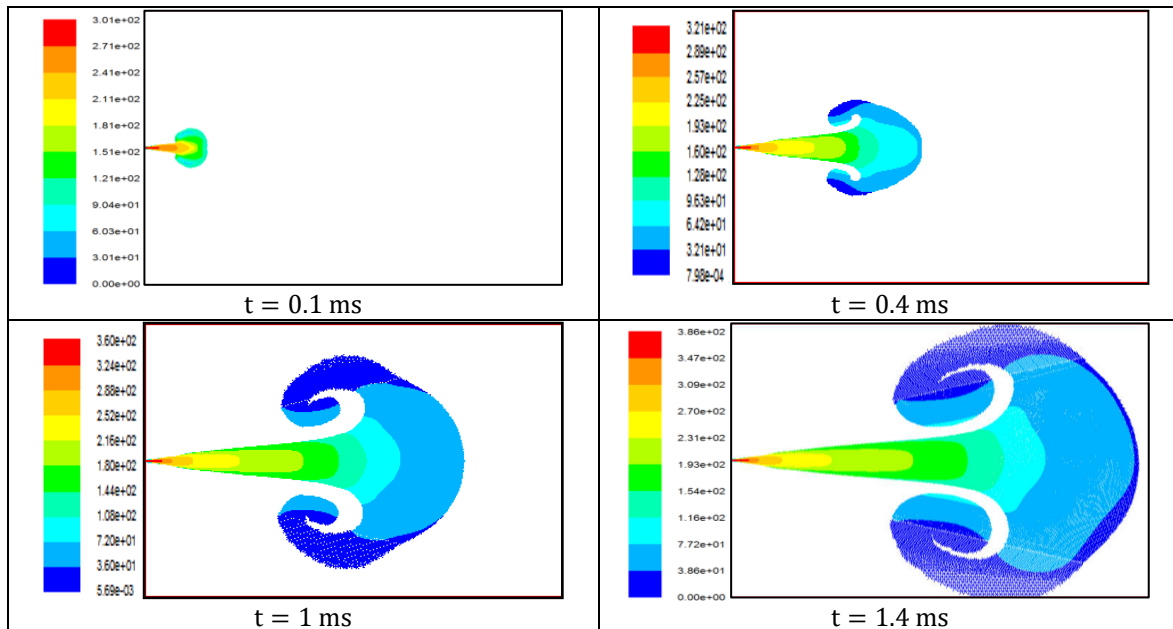 3.01e+02
2.71e+02
2.41e+02
2.11e+02
1.81e+02
1.51e+02
1.21e+02
9.04e+01
6.03e+01
3.01e+01
0.00e+00
t = 0.1 ms
3.21e+02
2.89e+02
2.57e+02
2.25e+02
1.93e+02
1.60e+02
1.28e+02
9.63e+01
6.42e+01
3.21e+01
7.98e-04
t = 0.4 ms
3.60e+02
3.24e+02
2.88e+02
2.52e+02
2.16e+02
1.80e+02
1.44e+02
1.08e+02
7.20e+01
3.60e+01
5.69e-03
t = 1 ms
3.86e+02
3.47e+02
3.09e+02
2.70e+02
2.31e+02
1.93e+02
1.54e+02
1.16e+02
7.72e+01
3.86e+01
0.00e+00
t = 1.4 ms